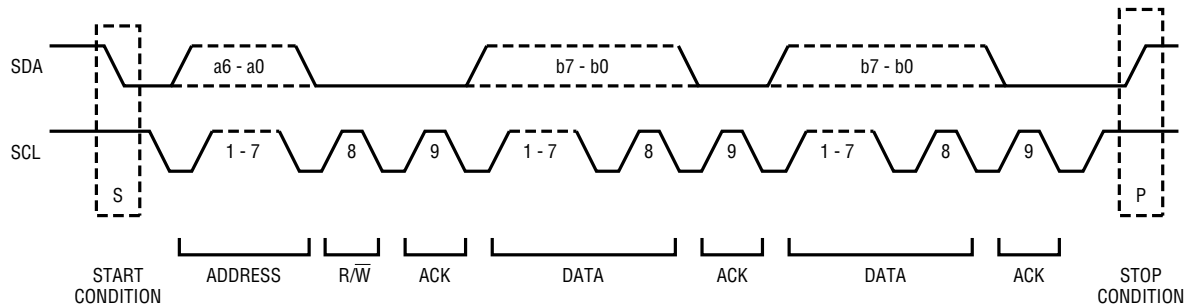 SDA
a6 - a0
b7 - b0
b7 - b0
SCL
1 - 7
8
9
1 - 7
8
9
1 - 7
8
9
S
P
START
CONDITION
ADDRESS
R/W̅
ACK
DATA
ACK
DATA
ACK
STOP
CONDITION